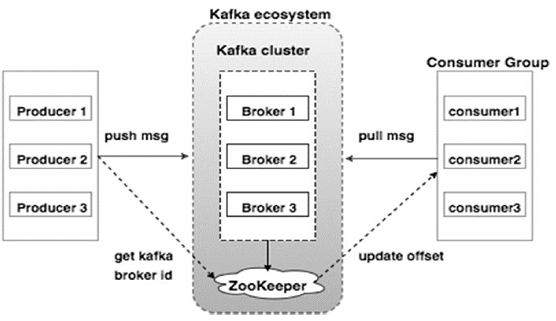 Kafka ecosystem
Kafka cluster
Consumer Group
Producer 1
Producer 2
Producer 3
push msg
Broker 1
Broker 2
Broker 3
pull msg
consumer1
consumer2
consumer3
get kafka
broker id
ZooKeeper
update offset